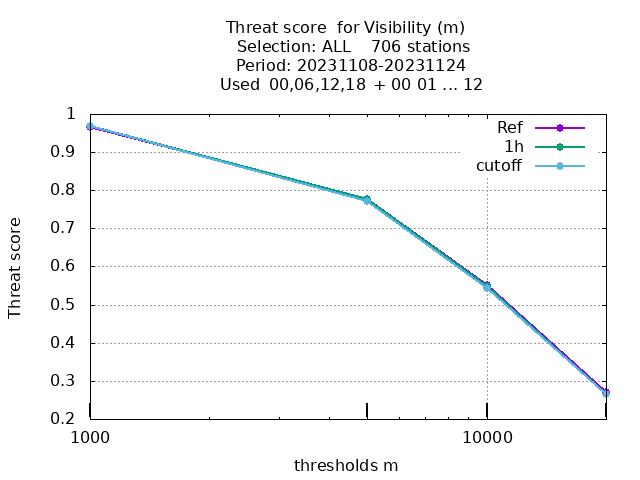 Threat score  for Visibility (m)
Selection: ALL    706 stations
Period: 20231108-20231124
Used  00,06,12,18  + 00 01 ... 12
Ref
1h
cutoff
1
0.9
0.8
0.7
0.6
0.5
0.4
0.3
0.2
Threat score
1000
10000
thresholds m